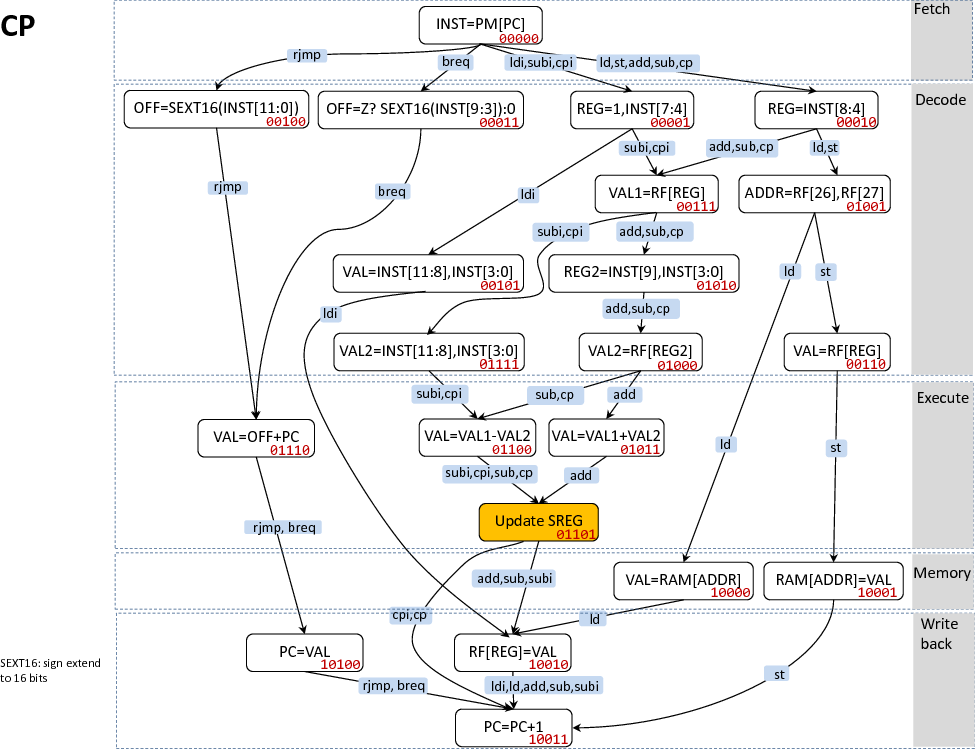 CP
Fetch
INST=PM[PC]
00000
rjmp
breq
ldi,subi,cpi
ld,st,add,sub,cp
Decode
OFF=SEXT16(INST[11:0])
00100
OFF=Z? SEXT16(INST[9:3]):0
00011
REG=1,INST[7:4]
00001
REG=INST[8:4]
00010
subi,cpi
add,sub,cp
ld,st
rjmp
breq
ldi
VAL1=RF[REG]
00111
ADDR=RF[26],RF[27]
01001
subi,cpi
add,sub,cp
VAL=INST[11:8],INST[3:0]
00101
REG2=INST[9],INST[3:0]
01010
ld
st
ldi
add,sub,cp
VAL2=INST[11:8],INST[3:0]
01111
VAL2=RF[REG2]
01000
VAL=RF[REG]
00110
Execute
subi,cpi
sub,cp
add
VAL=OFF+PC
01110
VAL=VAL1-VAL2
01100
VAL=VAL1+VAL2
01011
ld
st
subi,cpi,sub,cp
add
rjmp, breq
Update SREG
01101
Memory
add,sub,subi
VAL=RAM[ADDR]
10000
RAM[ADDR]=VAL
10001
cpi,cp
ld
Write
back
SEXT16: sign extend
to 16 bits
PC=VAL
10100
RF[REG]=VAL
10010
rjmp, breq
ldi,ld,add,sub,subi
st
PC=PC+1
10011